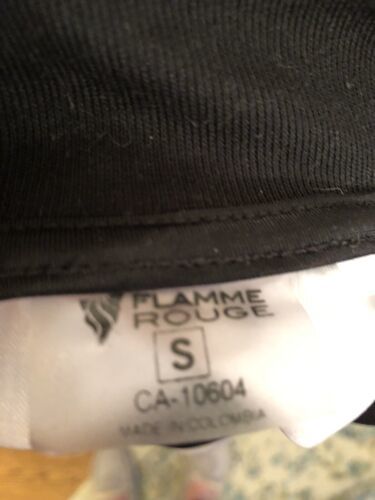 FLAMME
ROUGE
S
CA-10604
MADE IN COLOMBIA